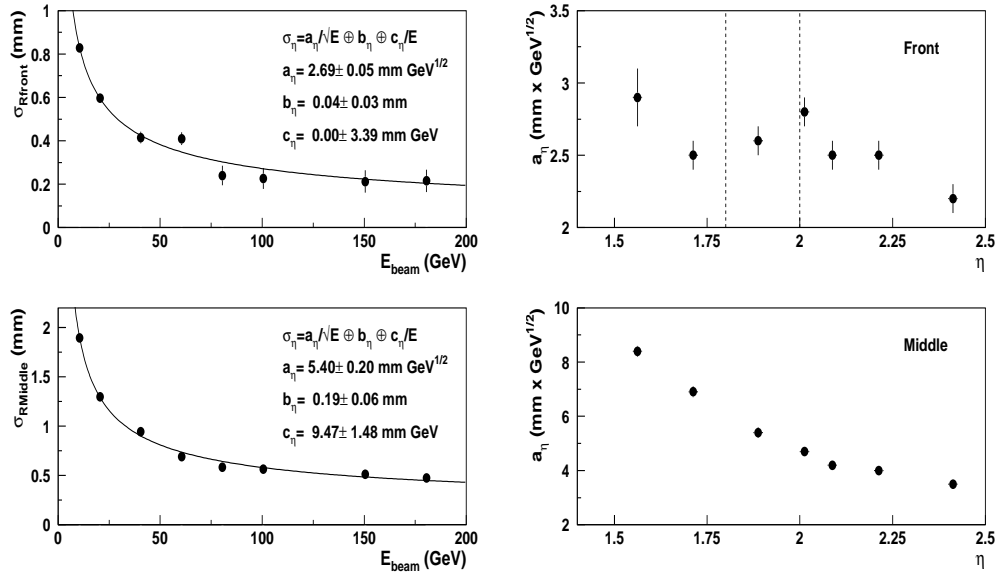 σRfront (mm)
1
0.8
0.6
0.4
0.2
0
0 50 100 150 200
Ebeam (GeV)
ση=aη/√E ⊕ bη ⊕ cη/E
aη= 2.69± 0.05 mm GeV1/2
bη= 0.04± 0.03 mm
cη= 0.00± 3.39 mm GeV
aη (mm x GeV1/2)
3.5
3
2.5
2
1.5 1.75 2 2.25 2.5
η
Front
σRMiddle (mm)
2
1.5
1
0.5
0
0 50 100 150 200
Ebeam (GeV)
ση=aη/√E ⊕ bη ⊕ cη/E
aη= 5.40± 0.20 mm GeV1/2
bη= 0.19± 0.06 mm
cη= 9.47± 1.48 mm GeV
aη (mm x GeV1/2)
10
8
6
4
2
1.5 1.75 2 2.25 2.5
η
Middle